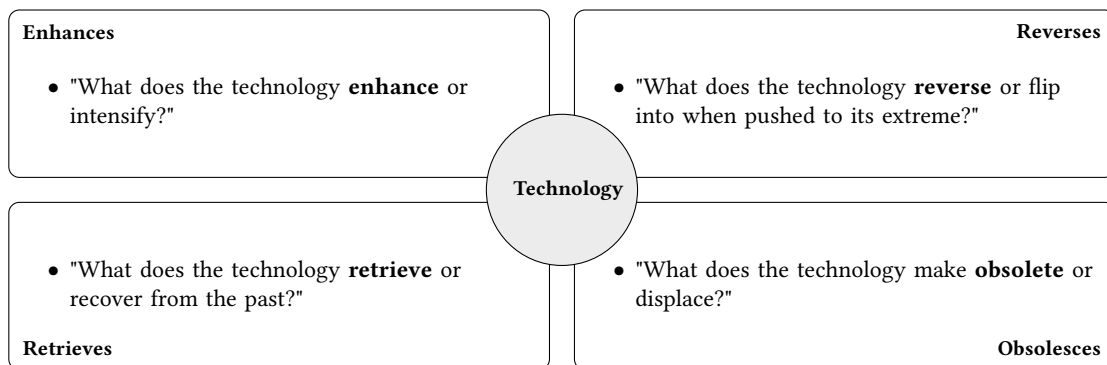 Enhances
• "What does the technology enhance or
intensify?"
Reverses
• "What does the technology reverse or flip
into when pushed to its extreme?"
Technology
• "What does the technology retrieve or
recover from the past?"
Retrieves
• "What does the technology make obsolete or
displace?"
Obsolesces